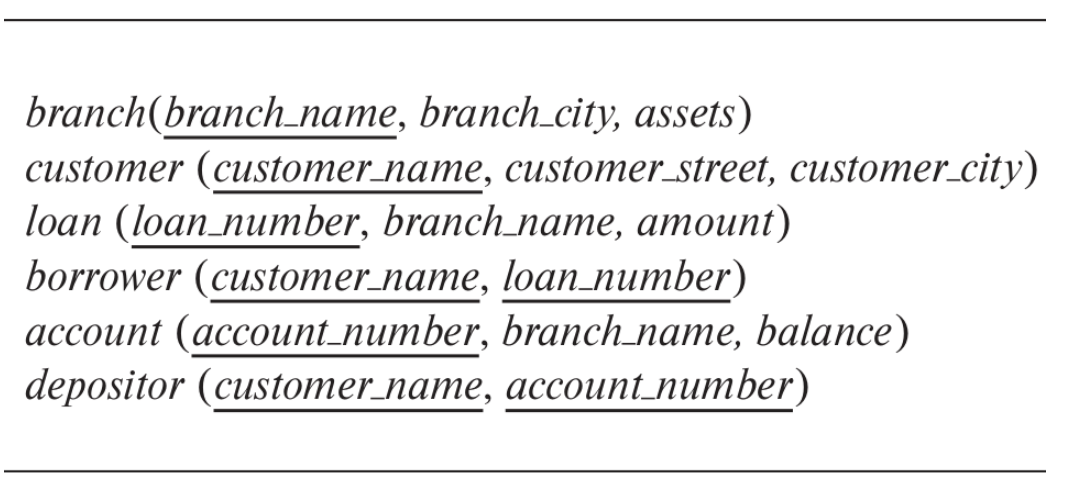 branch(branch_name, branch_city, assets)
customer (customer_name, customer_street, customer_city)
loan (loan_number, branch_name, amount)
borrower (customer_name, loan_number)
account (account_number, branch_name, balance)
depositor (customer_name, account_number)